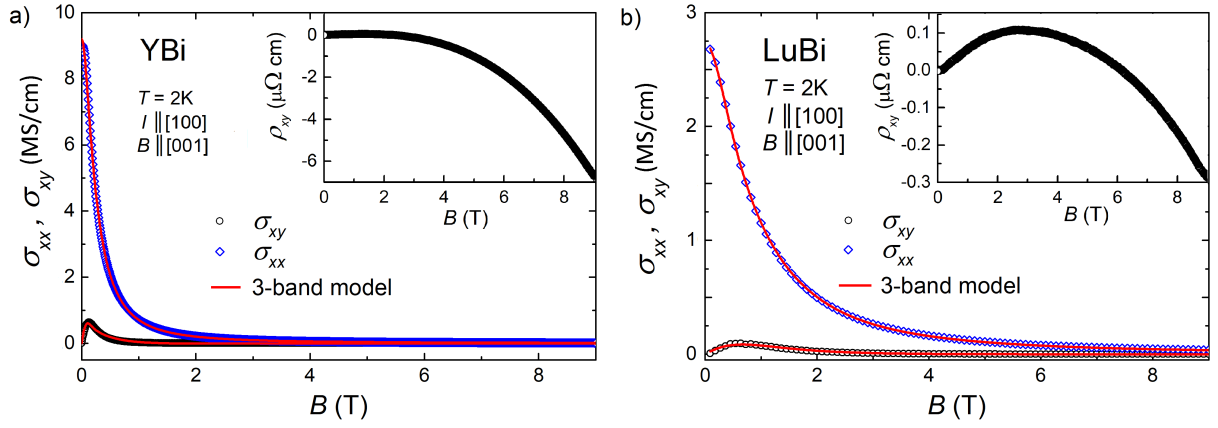 a)
YBi
T = 2K
I || [100]
B || [001]
σxx, σxy (MS/cm)
10
8
6
4
2
0
0 2 4 6 8
B (T)
σxy
σxx
3-band model
ρxy (μΩ cm)
0
-2
-4
-6
0 2 4 6 8
B (T)
b)
LuBi
T = 2K
I || [100]
B || [001]
σxx, σxy (MS/cm)
3
2
1
0
0 2 4 6 8
B (T)
σxy
σxx
3-band model
ρxy (μΩ cm)
0.1
0.0
-0.1
-0.2
-0.3
0 2 4 6 8
B (T)